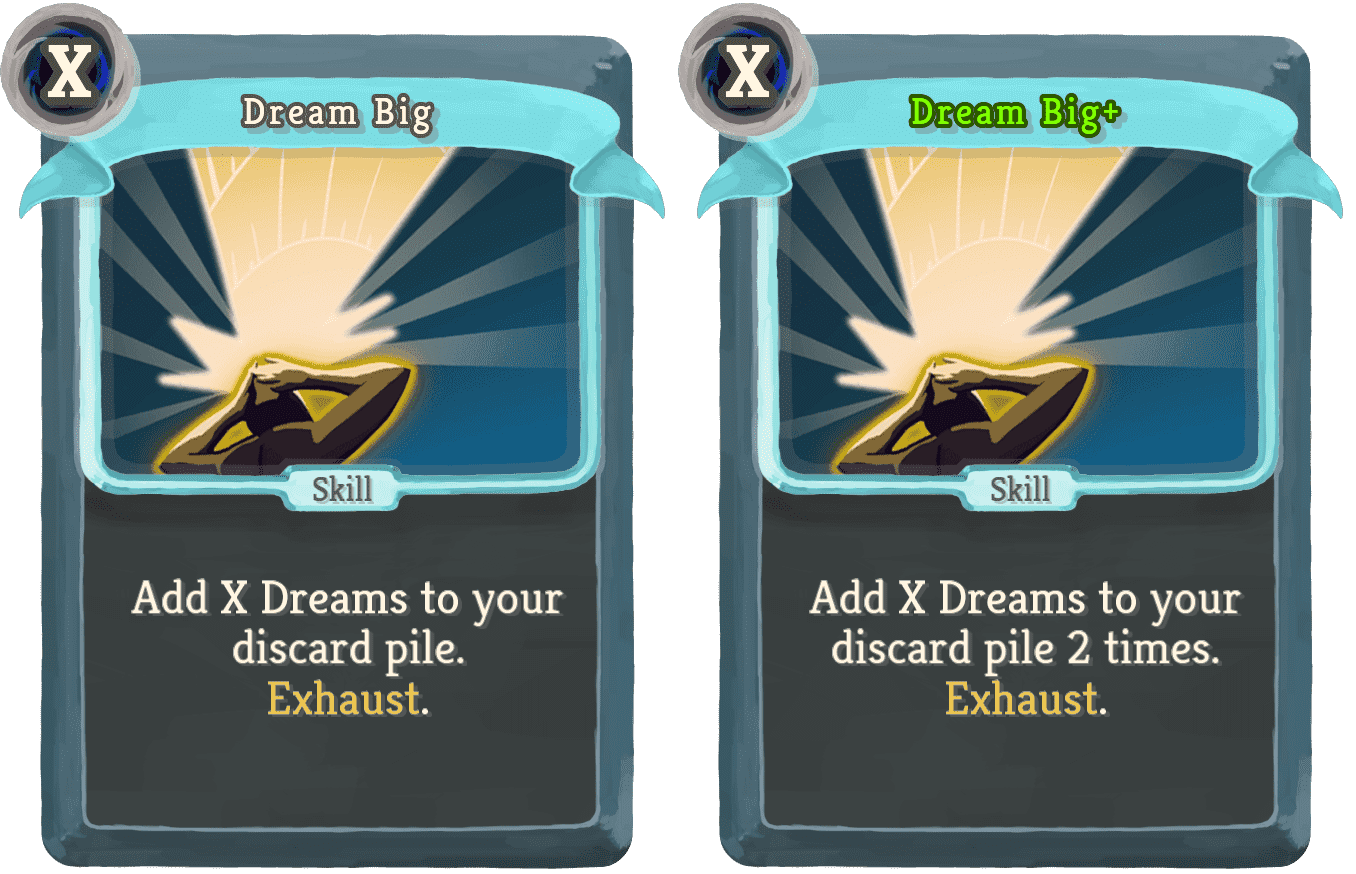 X
Dream Big
Skill
Add X Dreams to your
discard pile.
Exhaust.
X
Dream Big+
Skill
Add X Dreams to your
discard pile 2 times.
Exhaust.